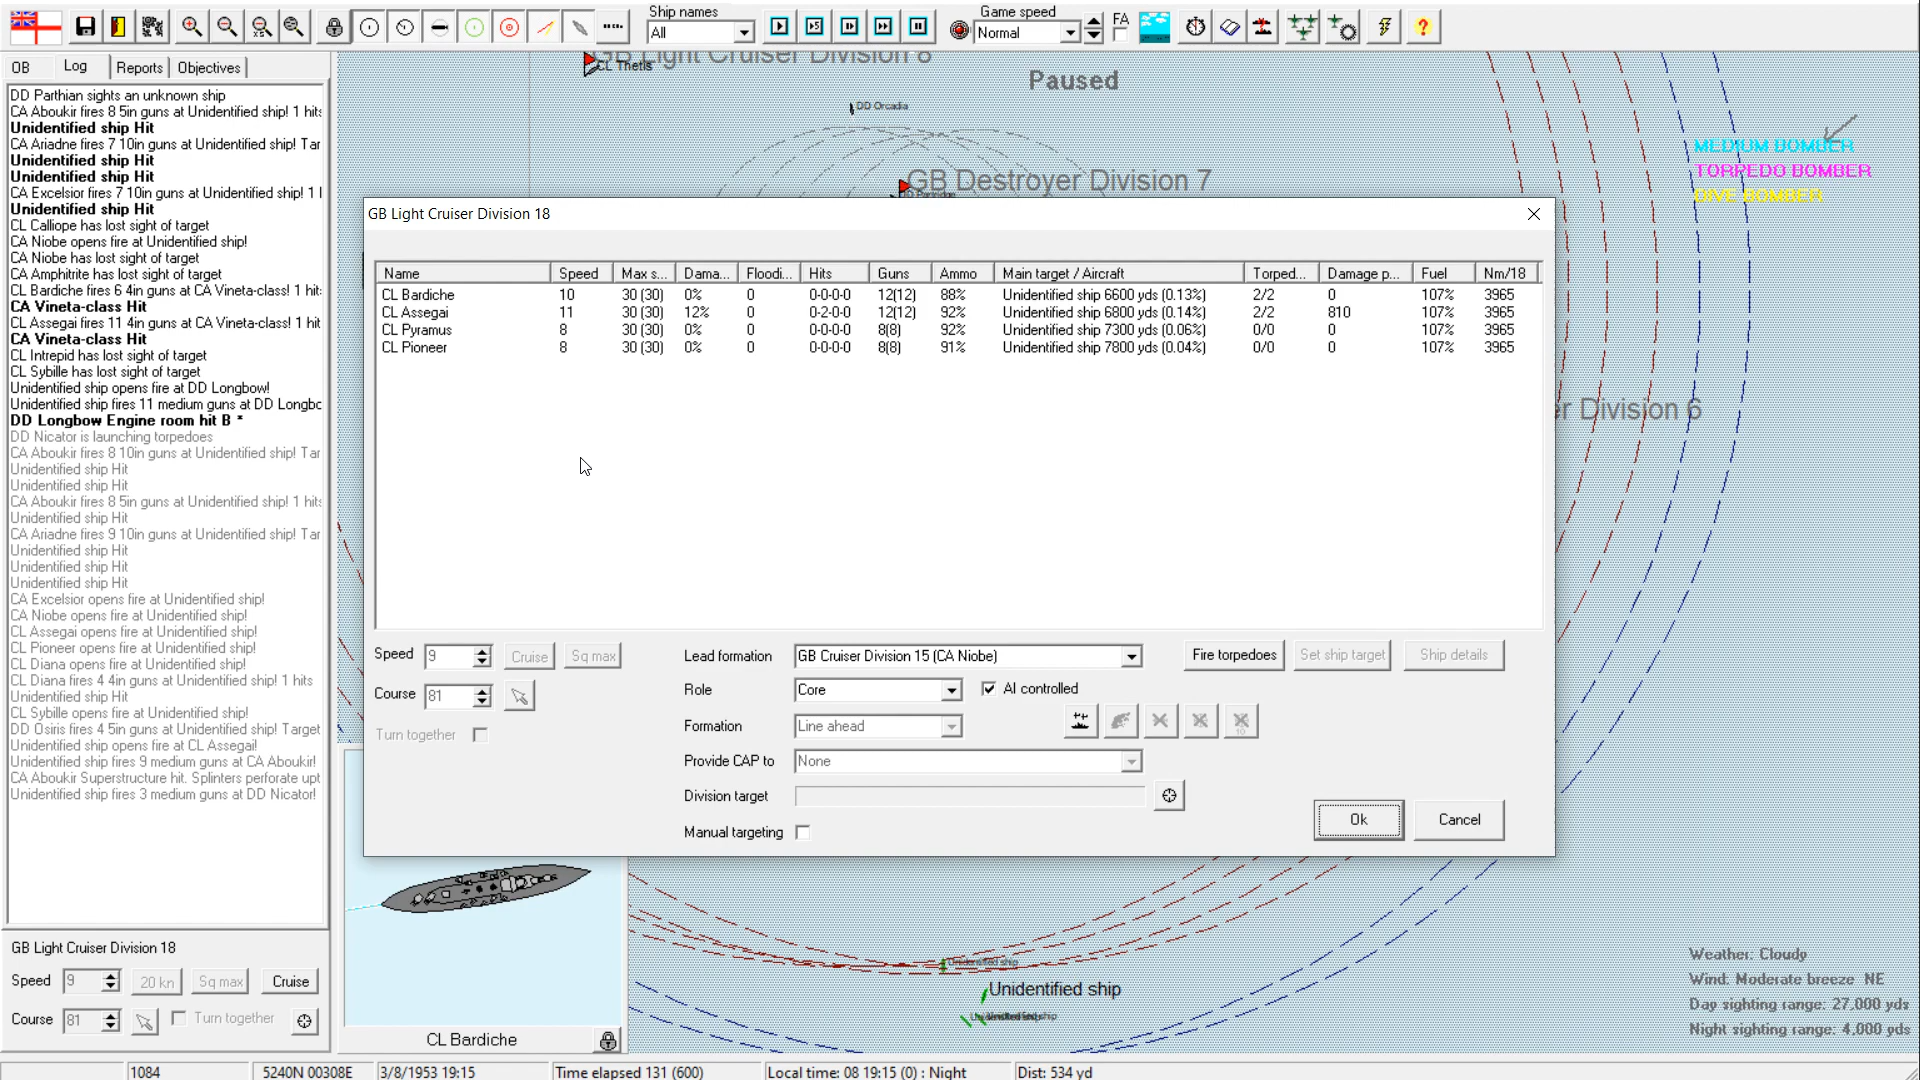 Ship names
All
Game speed
Normal
FA
OB
Log
Reports
Objectives
DD Parthian sights an unknown ship
CA Aboukir fires 8 5in guns at Unidentified ship! 1 hits
Unidentified ship Hit
CA Ariadne fires 7 10in guns at Unidentified ship! Tar
Unidentified ship Hit
Unidentified ship Hit
CA Excelsior fires 7 10in guns at Unidentified ship! 1
Unidentified ship Hit
CL Calliope has lost sight of target
CA Niobe opens fire at Unidentified ship!
CA Niobe has lost sight of target
CA Amphitrite has lost sight of target
CL Bardiche fires 6 4in guns at CA Vineta-class! 1 hit:
CA Vineta-class Hit
CL Assegai fires 11 4in guns at CA Vineta-class! 1 hit
CA Vineta-class Hit
CL Intrepid has lost sight of target
CL Sybille has lost sight of target
Unidentified ship opens fire at DD Longbow!
Unidentified ship fires 11 medium guns at DD Longbc
DD Longbow Engine room hit B *
DD Nicator is launching torpedoes
CA Aboukir fires 8 10in guns at Unidentified ship! Tar
Unidentified ship Hit
Unidentified ship Hit
CA Aboukir fires 8 5in guns at Unidentified ship! 1 hits
Unidentified ship Hit
CA Ariadne fires 9 10in guns at Unidentified ship! Tar
Unidentified ship Hit
Unidentified ship Hit
Unidentified ship Hit
CA Excelsior opens fire at Unidentified ship!
CA Niobe opens fire at Unidentified ship!
CL Assegai opens fire at Unidentified ship!
CL Pioneer opens fire at Unidentified ship!
CL Diana opens fire at Unidentified ship!
CL Diana fires 4 4in guns at Unidentified ship! 1 hits
Unidentified ship Hit
CL Sybille opens fire at Unidentified ship!
DD Osiris fires 4 5in guns at Unidentified ship! Target
Unidentified ship opens fire at CL Assegai!
Unidentified ship fires 9 medium guns at CA Aboukir!
CA Aboukir Superstructure hit. Splinters perforate upt
Unidentified ship fires 3 medium guns at DD Nicator!
GB Light Cruiser Division 8
CL Thetis
Paused
DD Orcadia
GB Destroyer Division 7
MEDIUM BOMBER
TORPEDO BOMBER
DIVE BOMBER
er Division 6
GB Light Cruiser Division 18
Name Speed Max s... Dama... Floodi... Hits Guns Ammo Main target / Aircraft Torped... Damage p... Fuel Nm/18
CL Bardiche 10 30 (30) 0% 0 0-0-0-0 12(12) 88% Unidentified ship 6600 yds (0.13%) 2/2 0 107% 3965
CL Assegai 11 30 (30) 12% 0 0-2-0-0 12(12) 92% Unidentified ship 6800 yds (0.14%) 2/2 810 107% 3965
CL Pyramus 8 30 (30) 0% 0 0-0-0-0 8(8) 92% Unidentified ship 7300 yds (0.06%) 0/0 0 107% 3965
CL Pioneer 8 30 (30) 0% 0 0-0-0-0 8(8) 91% Unidentified ship 7800 yds (0.04%) 0/0 0 107% 3965
Speed 9 Cruise Sq max
Course 81
Turn together
Lead formation GB Cruiser Division 15 (CA Niobe)
Role Core AI controlled
Formation Line ahead
Provide CAP to None
Division target
Manual targeting
Fire torpedoes Set ship target Ship details
Ok Cancel
GB Light Cruiser Division 18
Speed 9 20 kn Sq max Cruise
Course 81 Turn together
CL Bardiche
Unidentified ship
Unidentified ship
Weather: Cloudy
Wind: Moderate breeze NE
Day sighting range: 27,000 yds
Night sighting range: 4,000 yds
1084 5240N 00308E 3/8/1953 19:15 Time elapsed 131 (600) Local time: 08 19:15 (0) : Night Dist: 534 yd